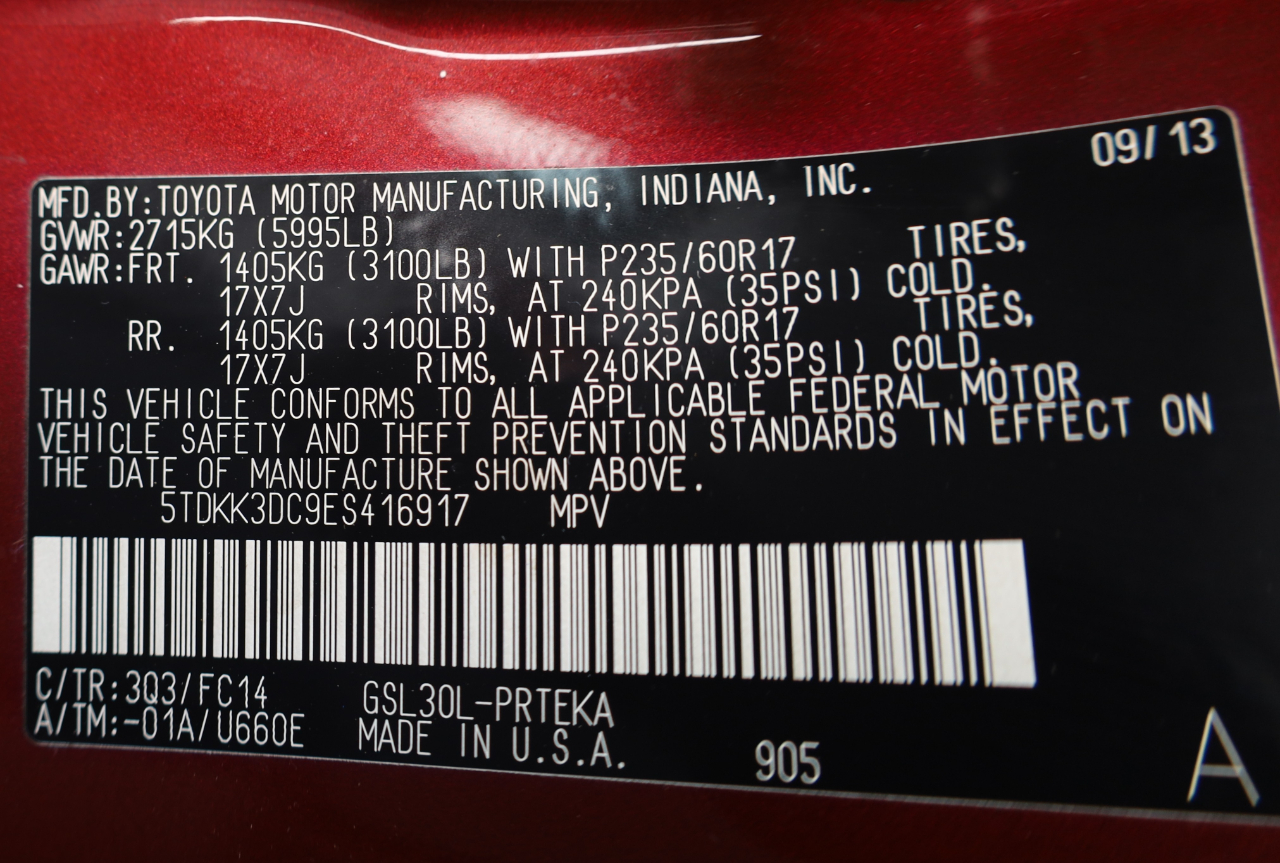 09/13
MFD.BY:TOYOTA MOTOR MANUFACTURING, INDIANA, INC.
GVWR:2715KG (5995LB)
GAWR:FRT. 1405KG (3100LB) WITH P235/60R17 TIRES,
17X7J RIMS, AT 240KPA (35PSI) COLD.
RR. 1405KG (3100LB) WITH P235/60R17 TIRES,
17X7J RIMS, AT 240KPA (35PSI) COLD.
THIS VEHICLE CONFORMS TO ALL APPLICABLE FEDERAL MOTOR
VEHICLE SAFETY AND THEFT PREVENTION STANDARDS IN EFFECT ON
THE DATE OF MANUFACTURE SHOWN ABOVE.
5TDKK3DC9ES416917 MPV
C/TR:3Q3/FC14 GSL30L-PRTEKA
A/TM:-01A/U660E MADE IN U.S.A. 905
A